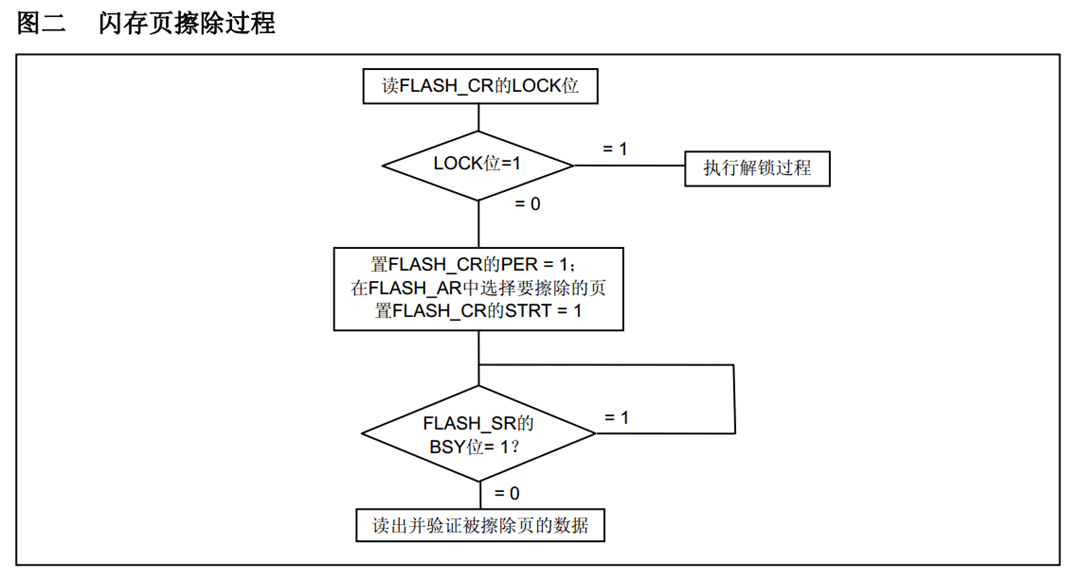 图二 闪存页擦除过程
读FLASH_CR的LOCK位
LOCK位=1
= 1
执行解锁过程
= 0
置FLASH_CR的PER = 1；
在FLASH_AR中选择要擦除的页
置FLASH_CR的STRT = 1
FLASH_SR的
BSY位= 1？
= 1
= 0
读出并验证被擦除页的数据